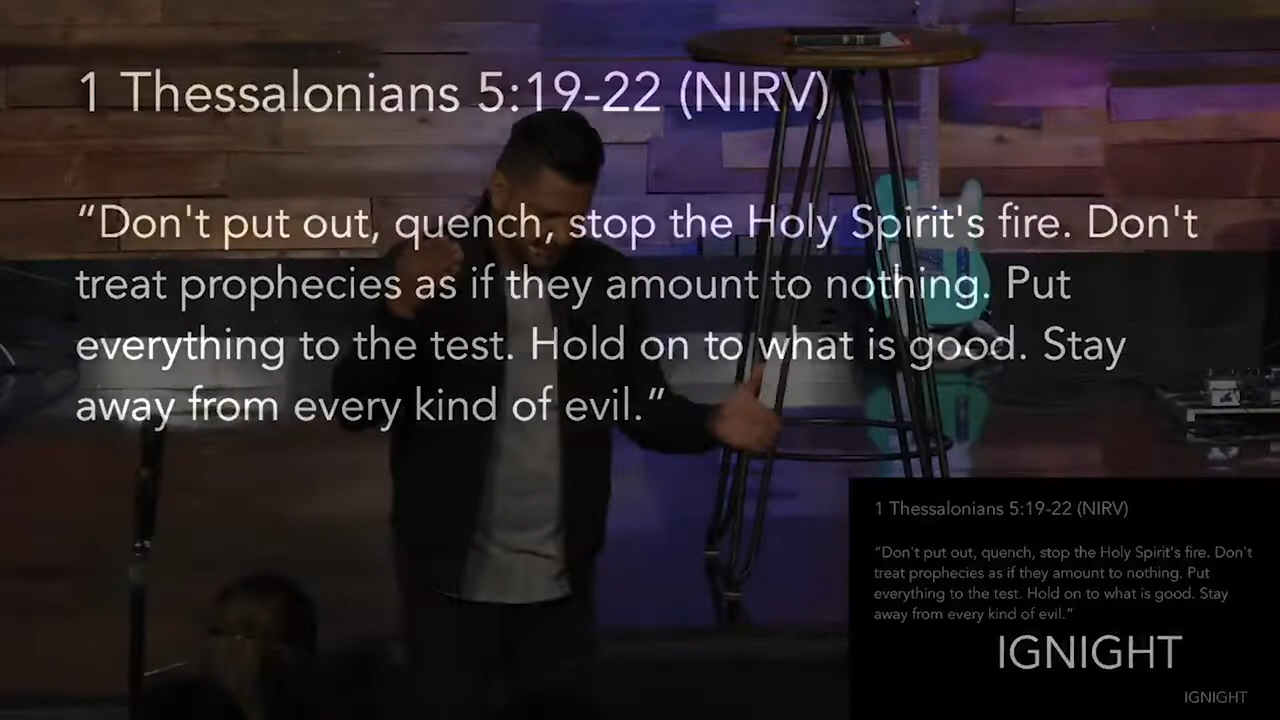 1 Thessalonians 5:19-22 (NIRV)
“Don't put out, quench, stop the Holy Spirit's fire. Don't
treat prophecies as if they amount to nothing. Put
everything to the test. Hold on to what is good. Stay
away from every kind of evil.”
1 Thessalonians 5:19-22 (NIRV)
“Don't put out, quench, stop the Holy Spirit's fire. Don't
treat prophecies as if they amount to nothing. Put
everything to the test. Hold on to what is good. Stay
away from every kind of evil.”
IGNIGHT
IGNIGHT